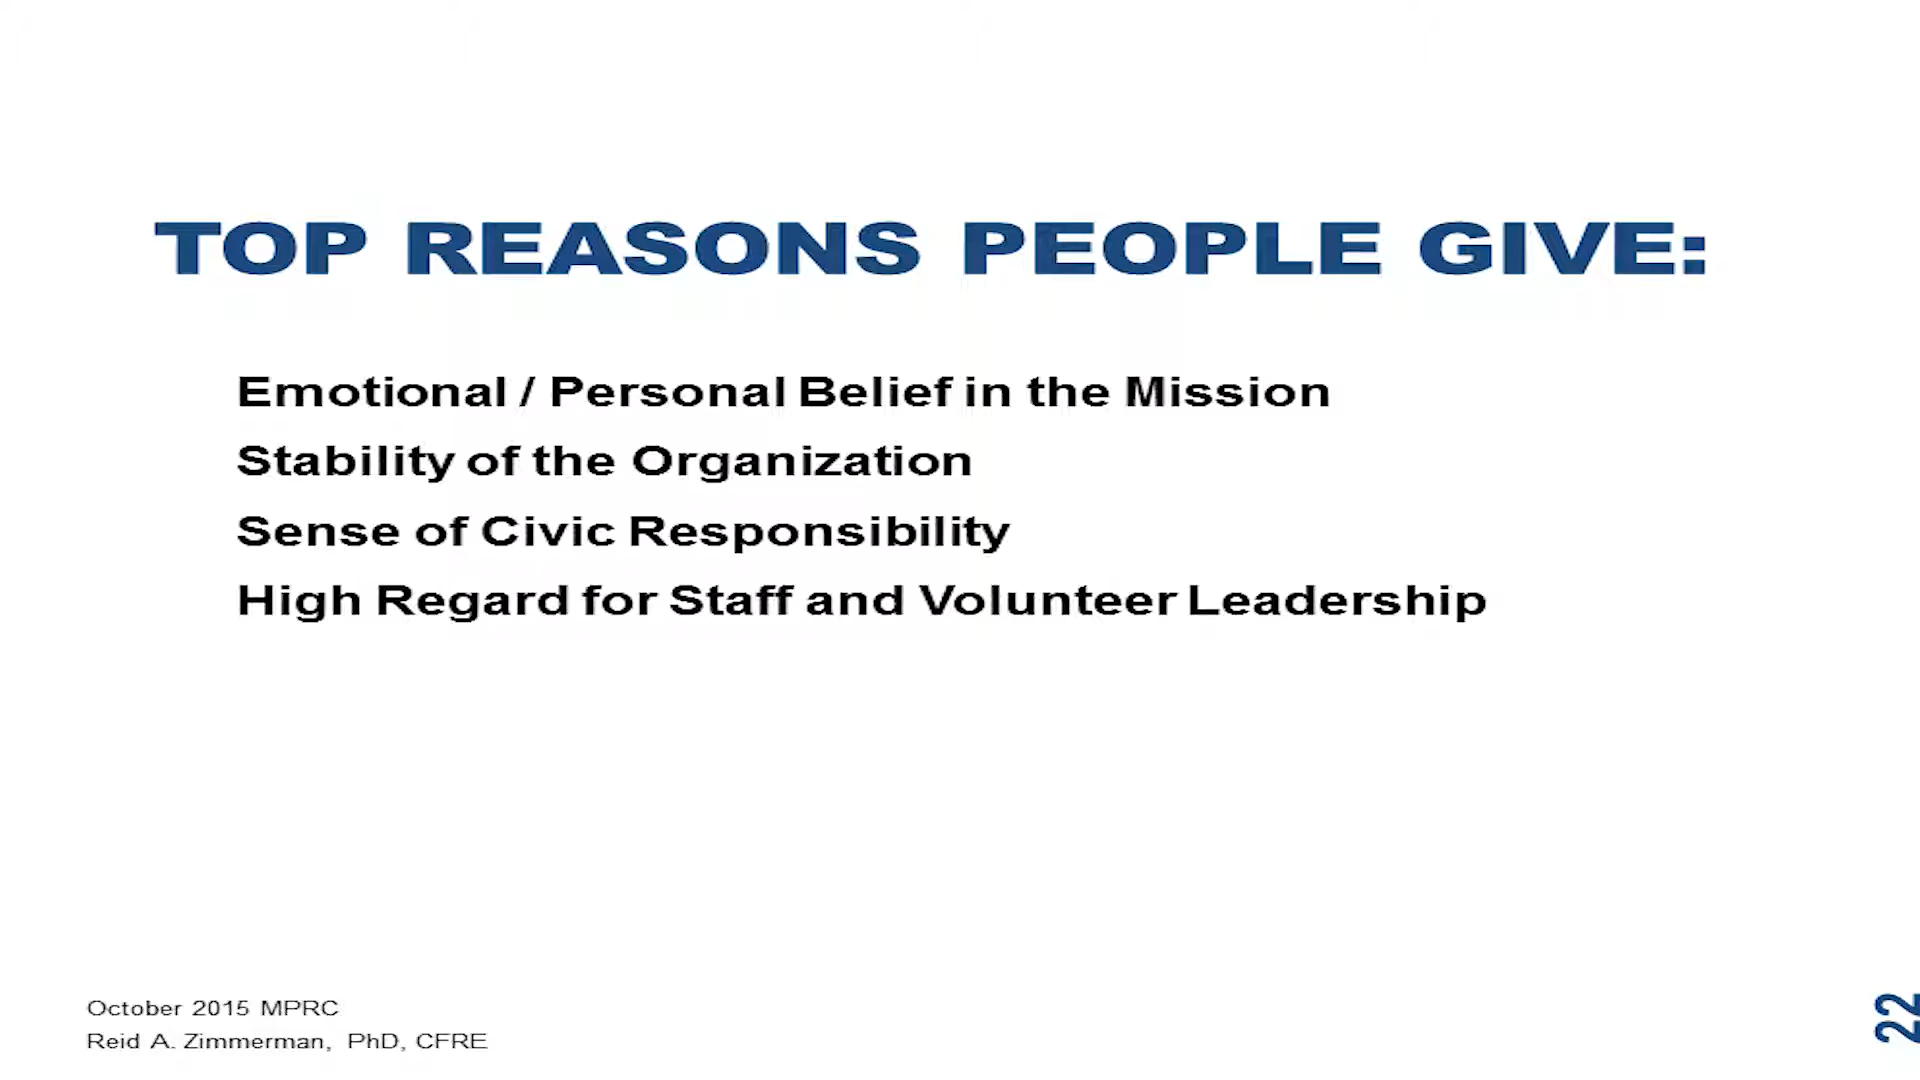 TOP REASONS PEOPLE GIVE:
Emotional / Personal Belief in the Mission
Stability of the Organization
Sense of Civic Responsibility
High Regard for Staff and Volunteer Leadership
October 2015 MPRC
Reid A. Zimmerman, PhD, CFRE
22